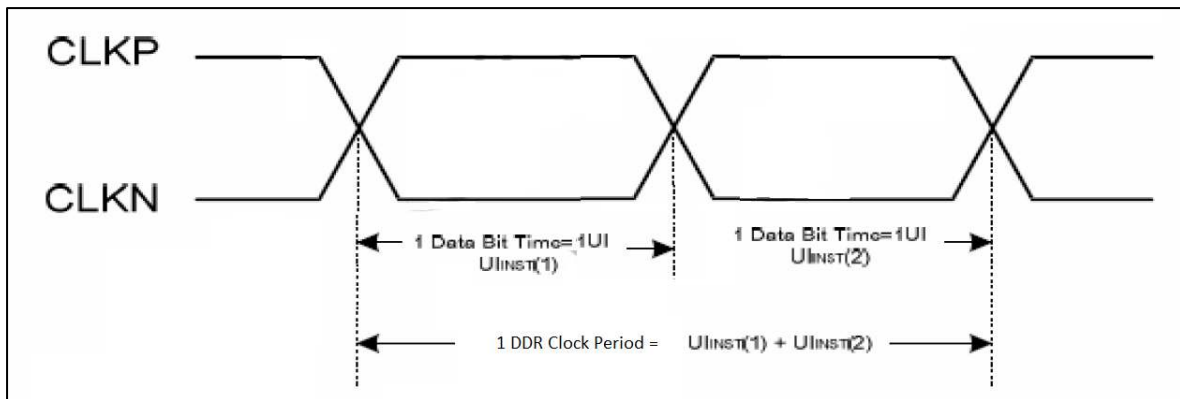 CLKP
CLKN
1 Data Bit Time=1UI
UIINST(1)
1 Data Bit Time=1UI
UIINST(2)
1 DDR Clock Period = UIINST(1) + UIINST(2)